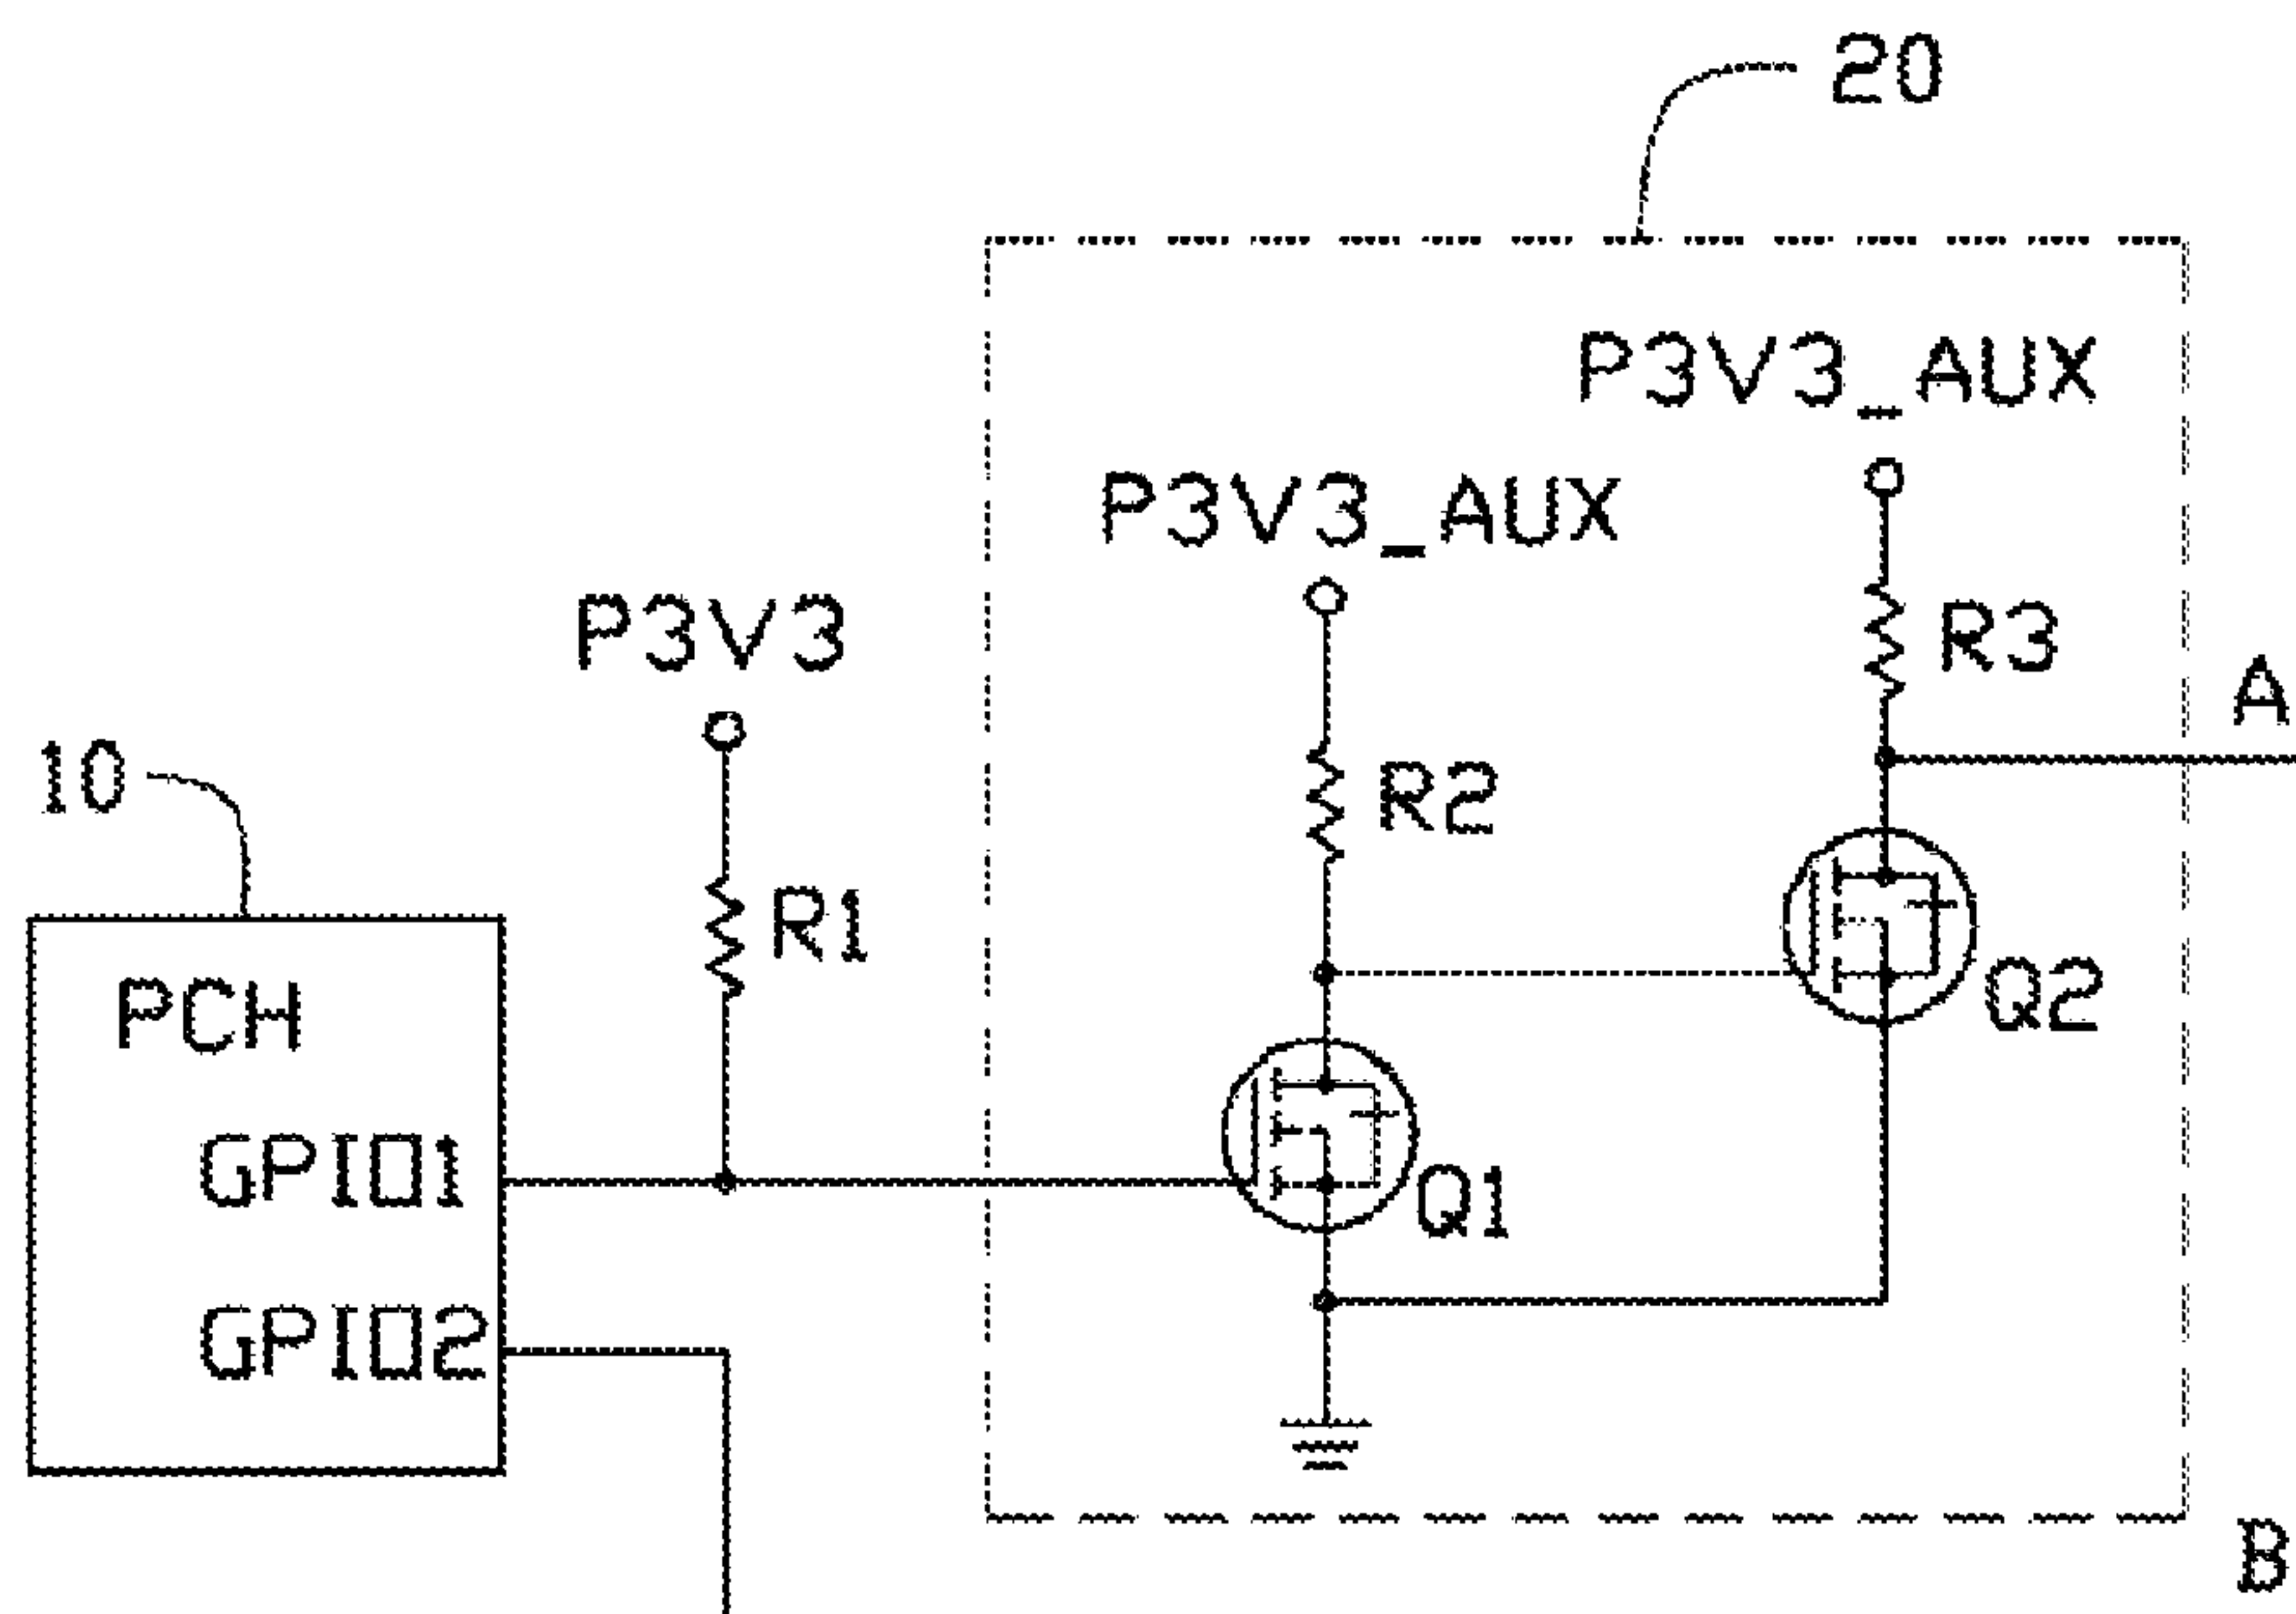 20
P3V3_AUX
P3V3_AUX
P3V3
R3
A
10
R2
R1
PCH
Q2
GPIO1
Q1
GPIO2
B